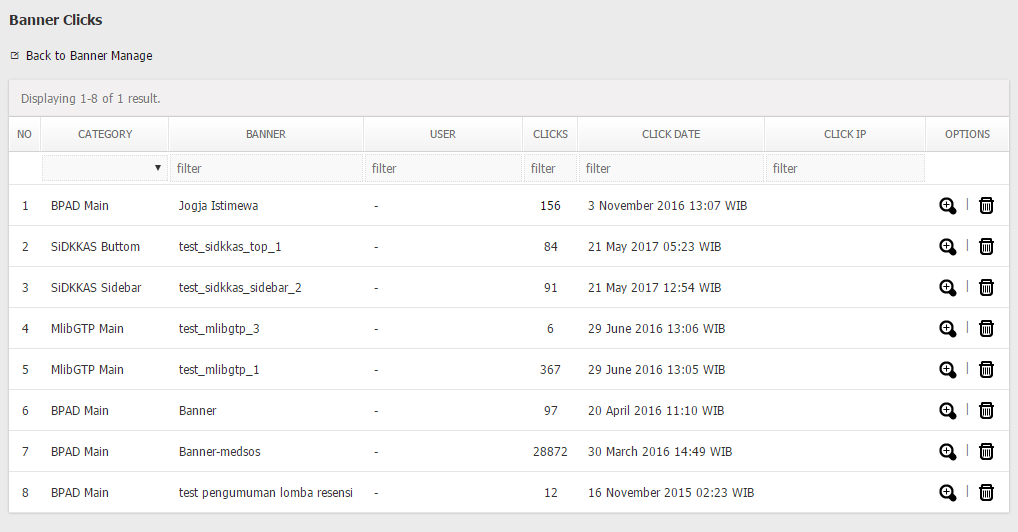 Banner Clicks
Back to Banner Manage
Displaying 1-8 of 1 result.
NO CATEGORY BANNER USER CLICKS CLICK DATE CLICK IP OPTIONS
filter filter filter filter filter
1 BPAD Main Jogja Istimewa - 156 3 November 2016 13:07 WIB |
2 SiDKKAS Buttom test_sidkkas_top_1 - 84 21 May 2017 05:23 WIB |
3 SiDKKAS Sidebar test_sidkkas_sidebar_2 - 91 21 May 2017 12:54 WIB |
4 MlibGTP Main test_mlibgtp_3 - 6 29 June 2016 13:06 WIB |
5 MlibGTP Main test_mlibgtp_1 - 367 29 June 2016 13:05 WIB |
6 BPAD Main Banner - 97 20 April 2016 11:10 WIB |
7 BPAD Main Banner-medsos - 28872 30 March 2016 14:49 WIB |
8 BPAD Main test pengumuman lomba resensi - 12 16 November 2015 02:23 WIB |